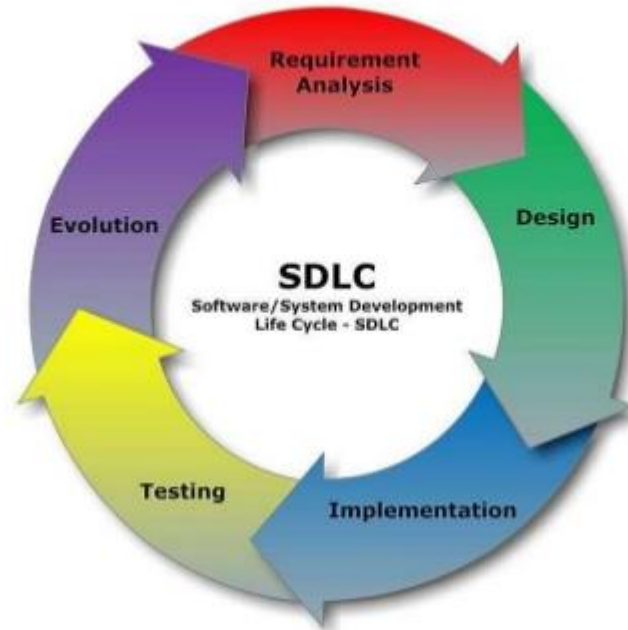 Requirement
Analysis
Design
Evolution
SDLC
Software/System Development
Life Cycle - SDLC
Testing
Implementation